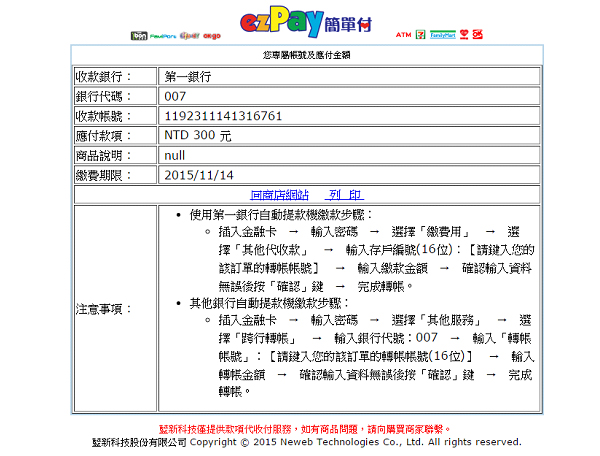 ezPay 簡單付
ATM
您專屬帳號及應付金額
收款銀行： 第一銀行
銀行代碼： 007
收款帳號： 1192311141316761
應付款項： NTD 300 元
商品說明： null
繳費期限： 2015/11/14
回商店網站 列 印
注意事項：
• 使用第一銀行自動提款機繳款步驟：
插入金融卡 → 輸入密碼 → 選擇「繳費用」 → 選
擇「其他代收款」 → 輸入存戶編號(16位)：【請鍵入您的
該訂單的轉帳帳號】 → 輸入繳款金額 → 確認輸入資料
無誤後按「確認」鍵 → 完成轉帳。
• 其他銀行自動提款機繳款步驟：
插入金融卡 → 輸入密碼 → 選擇「其他服務」 → 選
擇「跨行轉帳」 → 輸入銀行代號：007 → 輸入「轉帳
帳號」：【請鍵入您的該訂單的轉帳帳號(16位)】 → 輸入
轉帳金額 → 確認輸入資料無誤後按「確認」鍵 → 完成
轉帳。
藍新科技僅提供款項代收付服務，如有商品問題，請向購買商家聯繫。
藍新科技股份有限公司 Copyright © 2015 Neweb Technologies Co., Ltd. All rights reserved.